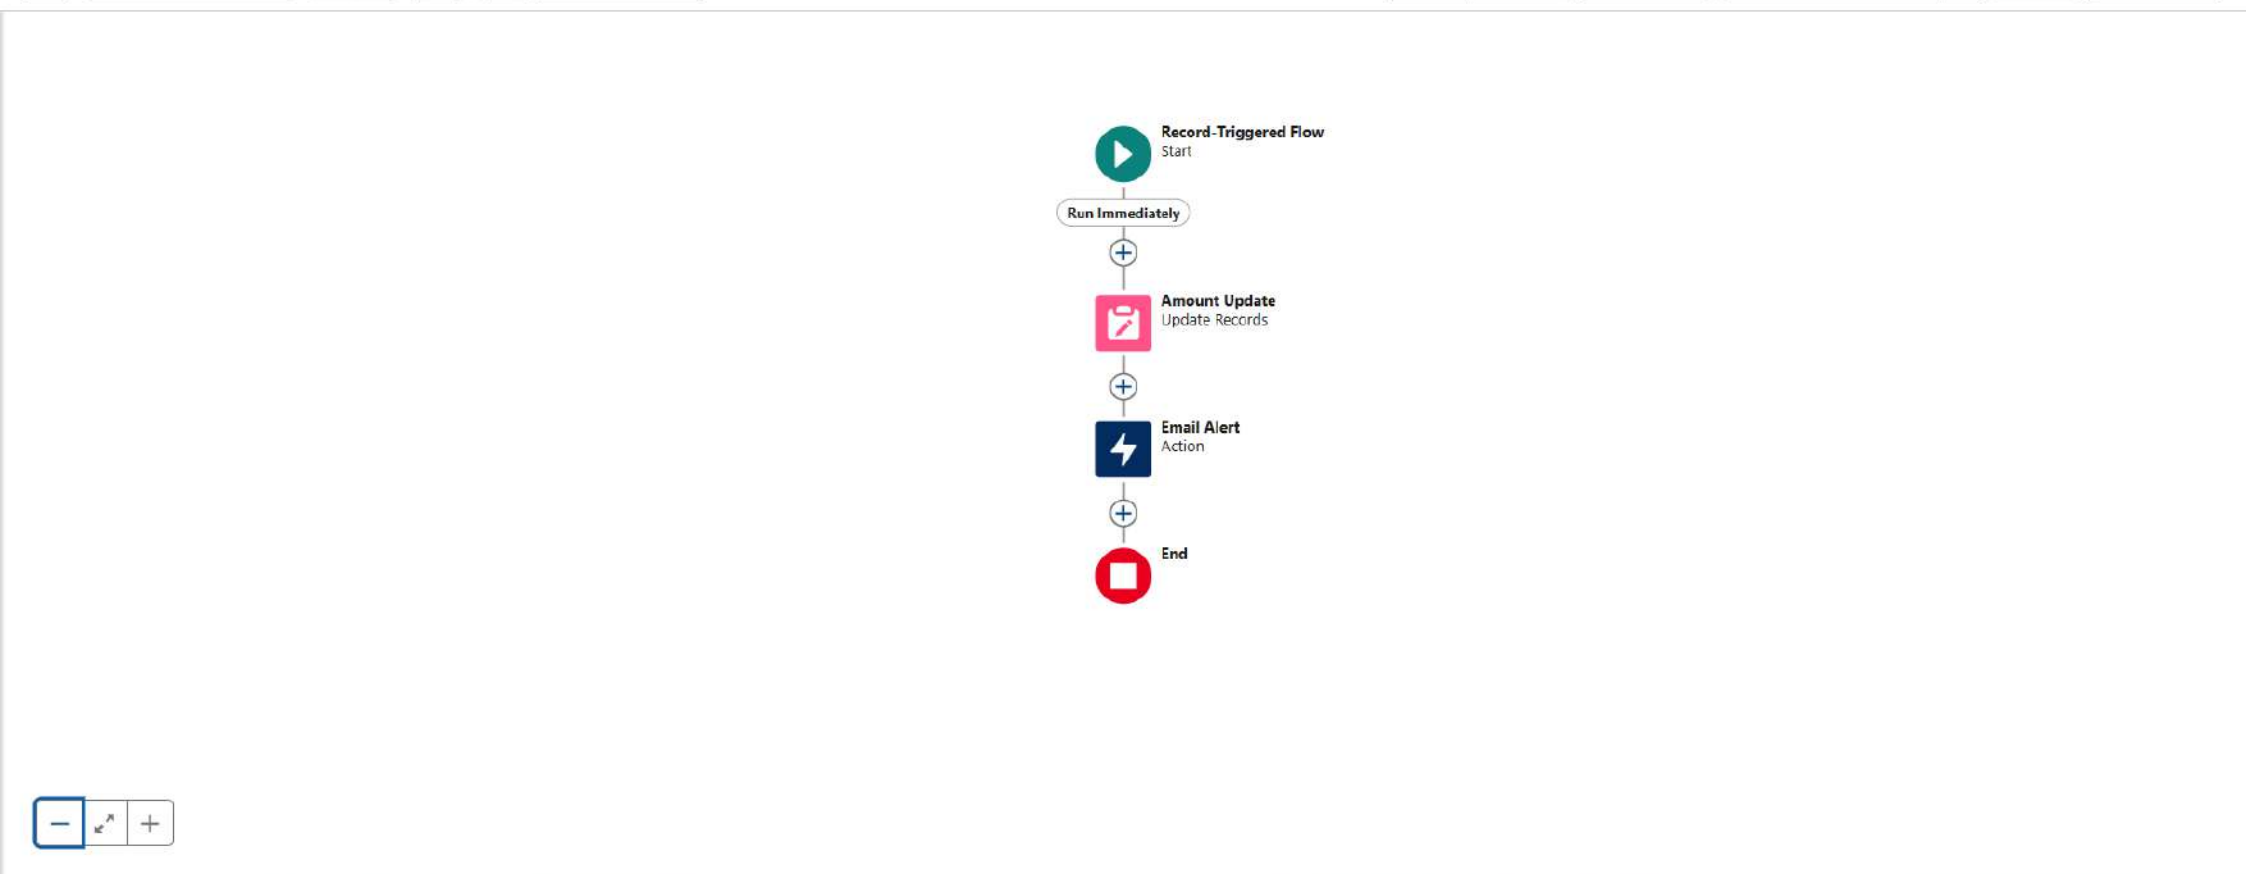 Record-Triggered Flow
Start
Run Immediately
Amount Update
Update Records
Email Alert
Action
End